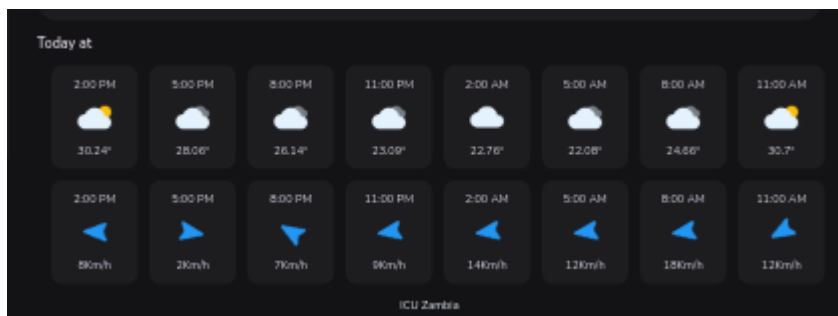 Today at
2:00 PM 5:00 PM 8:00 PM 11:00 PM 2:00 AM 5:00 AM 8:00 AM 11:00 AM
30.24° 28.06° 26.14° 23.09° 22.76° 22.08° 24.66° 30.7°
2:00 PM 5:00 PM 8:00 PM 11:00 PM 2:00 AM 5:00 AM 8:00 AM 11:00 AM
8Km/h 2Km/h 7Km/h 9Km/h 14Km/h 12Km/h 18Km/h 12Km/h
ICU Zambia